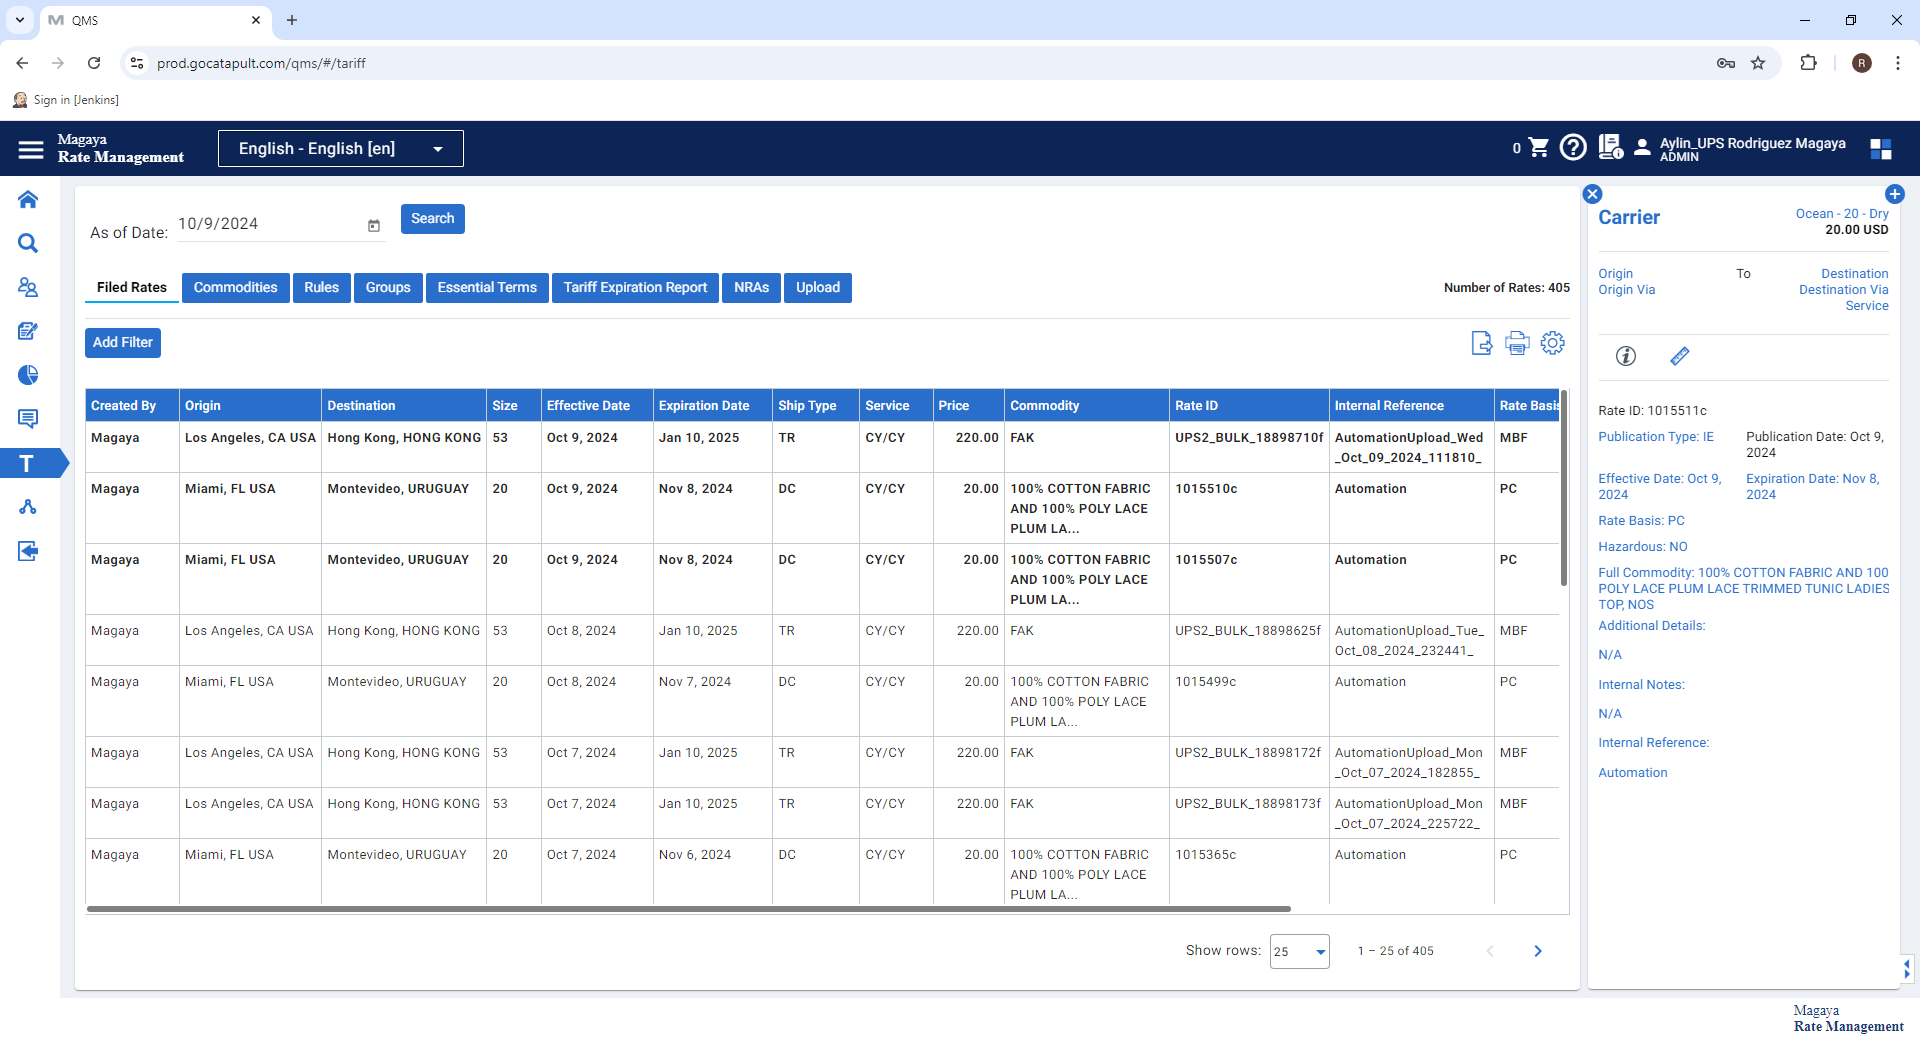 QMS
prod.gocatapult.com/qms/#/tariff
R
Sign in [Jenkins]
Magaya
Rate Management
English - English [en]
0
Aylin_UPS Rodriguez Magaya
ADMIN
T
As of Date: 10/9/2024
Search
Filed Rates Commodities Rules Groups Essential Terms Tariff Expiration Report NRAs Upload
Number of Rates: 405
Add Filter
Created By Origin Destination Size Effective Date Expiration Date Ship Type Service Price Commodity Rate ID Internal Reference Rate Basis
Magaya Los Angeles, CA USA Hong Kong, HONG KONG 53 Oct 9, 2024 Jan 10, 2025 TR CY/CY 220.00 FAK UPS2_BULK_18898710f AutomationUpload_Wed MBF
_Oct_09_2024_111810_
Magaya Miami, FL USA Montevideo, URUGUAY 20 Oct 9, 2024 Nov 8, 2024 DC CY/CY 20.00 100% COTTON FABRIC 1015510c Automation PC
AND 100% POLY LACE
PLUM LA...
Magaya Miami, FL USA Montevideo, URUGUAY 20 Oct 9, 2024 Nov 8, 2024 DC CY/CY 20.00 100% COTTON FABRIC 1015507c Automation PC
AND 100% POLY LACE
PLUM LA...
Magaya Los Angeles, CA USA Hong Kong, HONG KONG 53 Oct 8, 2024 Jan 10, 2025 TR CY/CY 220.00 FAK UPS2_BULK_18898625f AutomationUpload_Tue_ MBF
Oct_08_2024_232441_
Magaya Miami, FL USA Montevideo, URUGUAY 20 Oct 8, 2024 Nov 7, 2024 DC CY/CY 20.00 100% COTTON FABRIC 1015499c Automation PC
AND 100% POLY LACE
PLUM LA...
Magaya Los Angeles, CA USA Hong Kong, HONG KONG 53 Oct 7, 2024 Jan 10, 2025 TR CY/CY 220.00 FAK UPS2_BULK_18898172f AutomationUpload_Mon MBF
_Oct_07_2024_182855_
Magaya Los Angeles, CA USA Hong Kong, HONG KONG 53 Oct 7, 2024 Jan 10, 2025 TR CY/CY 220.00 FAK UPS2_BULK_18898173f AutomationUpload_Mon MBF
_Oct_07_2024_225722_
Magaya Miami, FL USA Montevideo, URUGUAY 20 Oct 7, 2024 Nov 6, 2024 DC CY/CY 20.00 100% COTTON FABRIC 1015365c Automation PC
AND 100% POLY LACE
PLUM LA...
Show rows: 25 1 – 25 of 405
Carrier
Ocean - 20 - Dry
20.00 USD
Origin To Destination
Origin Via Destination Via
Service
Rate ID: 1015511c
Publication Type: IE Publication Date: Oct 9,
2024
Effective Date: Oct 9, Expiration Date: Nov 8,
2024 2024
Rate Basis: PC
Hazardous: NO
Full Commodity: 100% COTTON FABRIC AND 100
POLY LACE PLUM LACE TRIMMED TUNIC LADIES
TOP, NOS
Additional Details:
N/A
Internal Notes:
N/A
Internal Reference:
Automation
Magaya
Rate Management